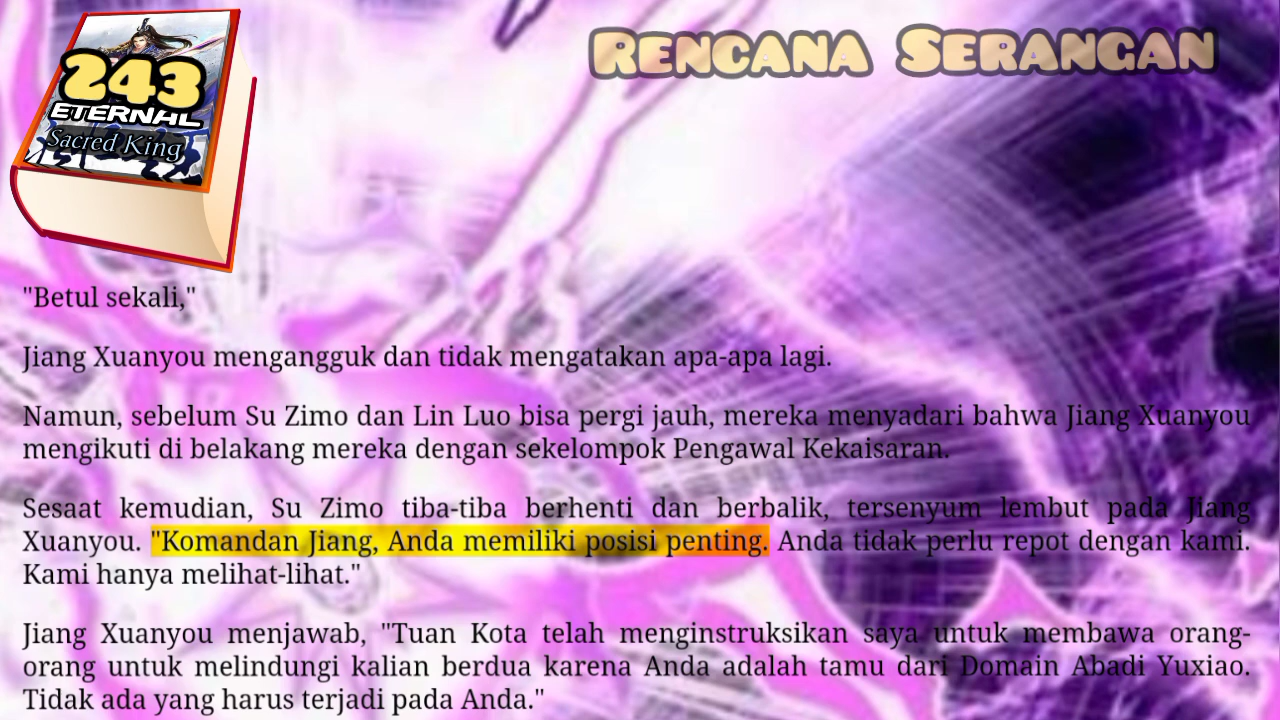 RENCANA SERANGAN
243
ETERNAL
Sacred King
"Betul sekali,"
Jiang Xuanyou mengangguk dan tidak mengatakan apa-apa lagi.
Namun, sebelum Su Zimo dan Lin Luo bisa pergi jauh, mereka menyadari bahwa Jiang Xuanyou
mengikuti di belakang mereka dengan sekelompok Pengawal Kekaisaran.
Sesaat kemudian, Su Zimo tiba-tiba berhenti dan berbalik, tersenyum lembut pada Jiang
Xuanyou. "Komandan Jiang, Anda memiliki posisi penting. Anda tidak perlu repot dengan kami.
Kami hanya melihat-lihat."
Jiang Xuanyou menjawab, "Tuan Kota telah menginstruksikan saya untuk membawa orang-
orang untuk melindungi kalian berdua karena Anda adalah tamu dari Domain Abadi Yuxiao.
Tidak ada yang harus terjadi pada Anda."